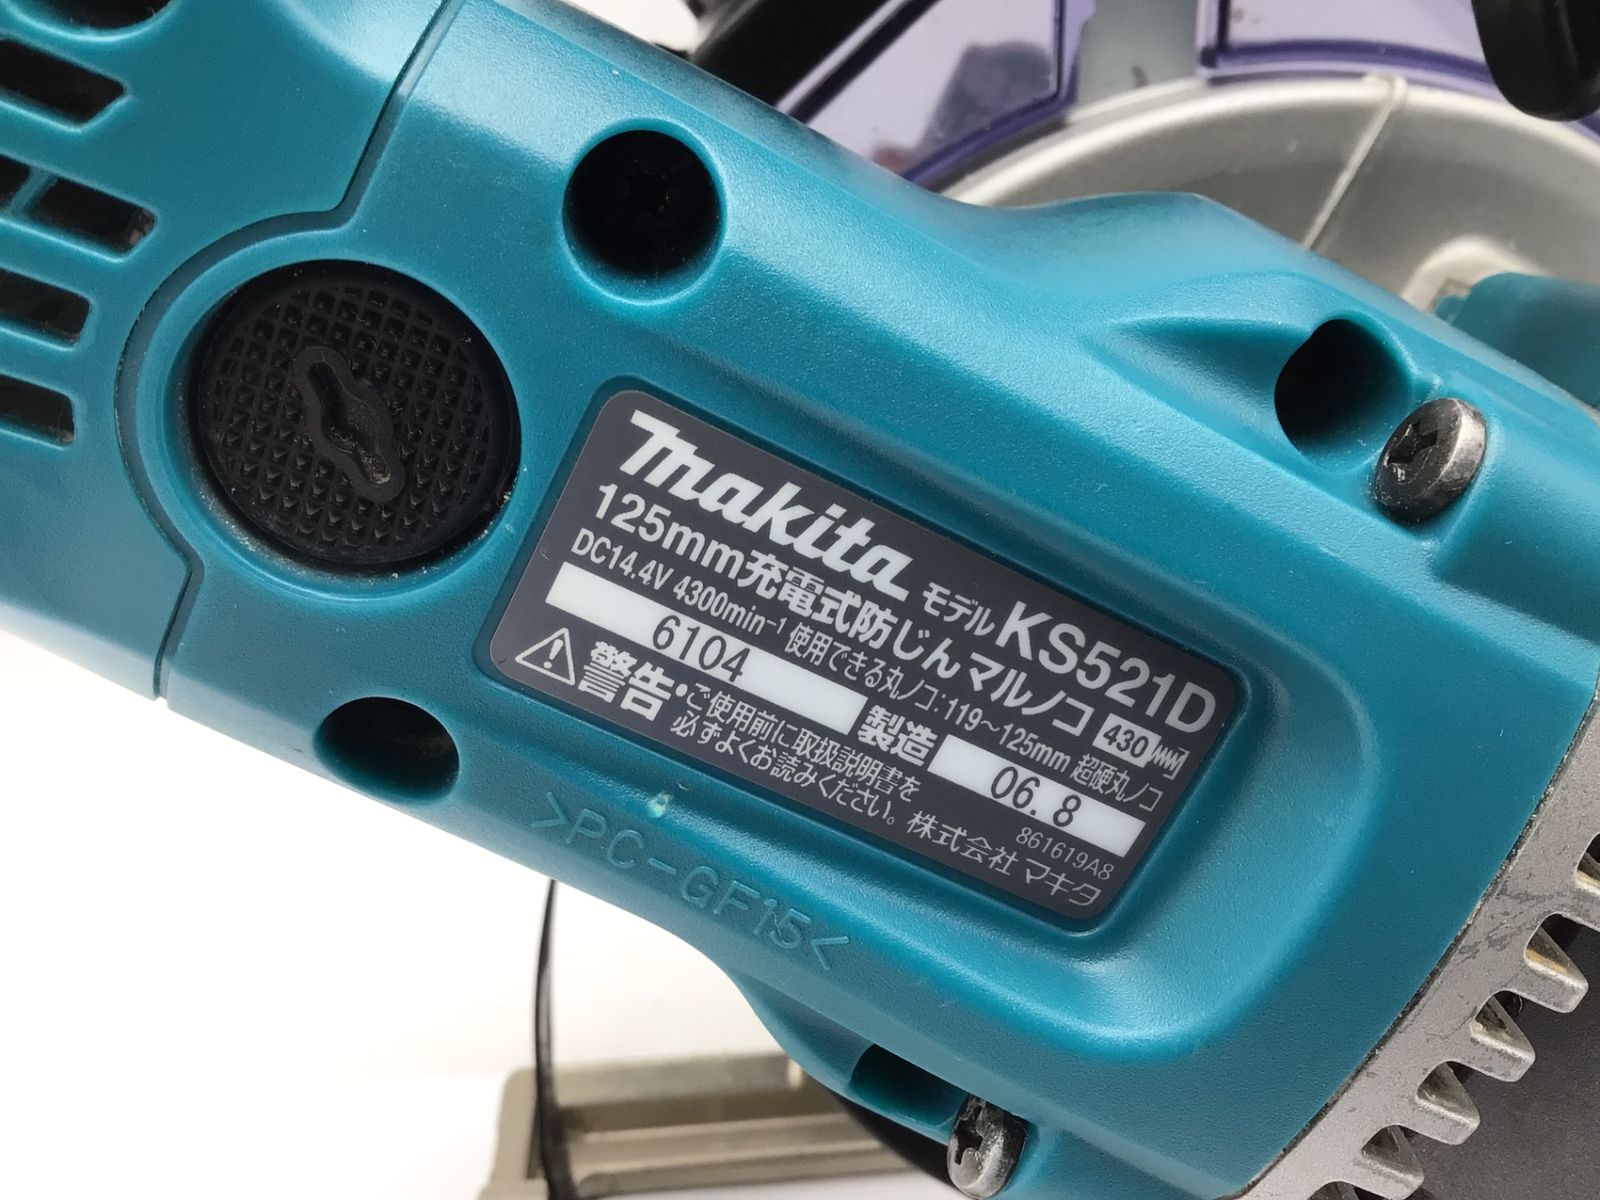 makita モデル KS521D
125mm充電式防じんマルノコ 430
DC14.4V 4300min⁻¹ 使用できる丸ノコ：119～125mm 超硬丸ノコ
6104 製造 06. 8
警告・ご使用前に取扱説明書を
必ずよくお読みください。
861619A8
株式会社 マキタ
>PC-GF15<